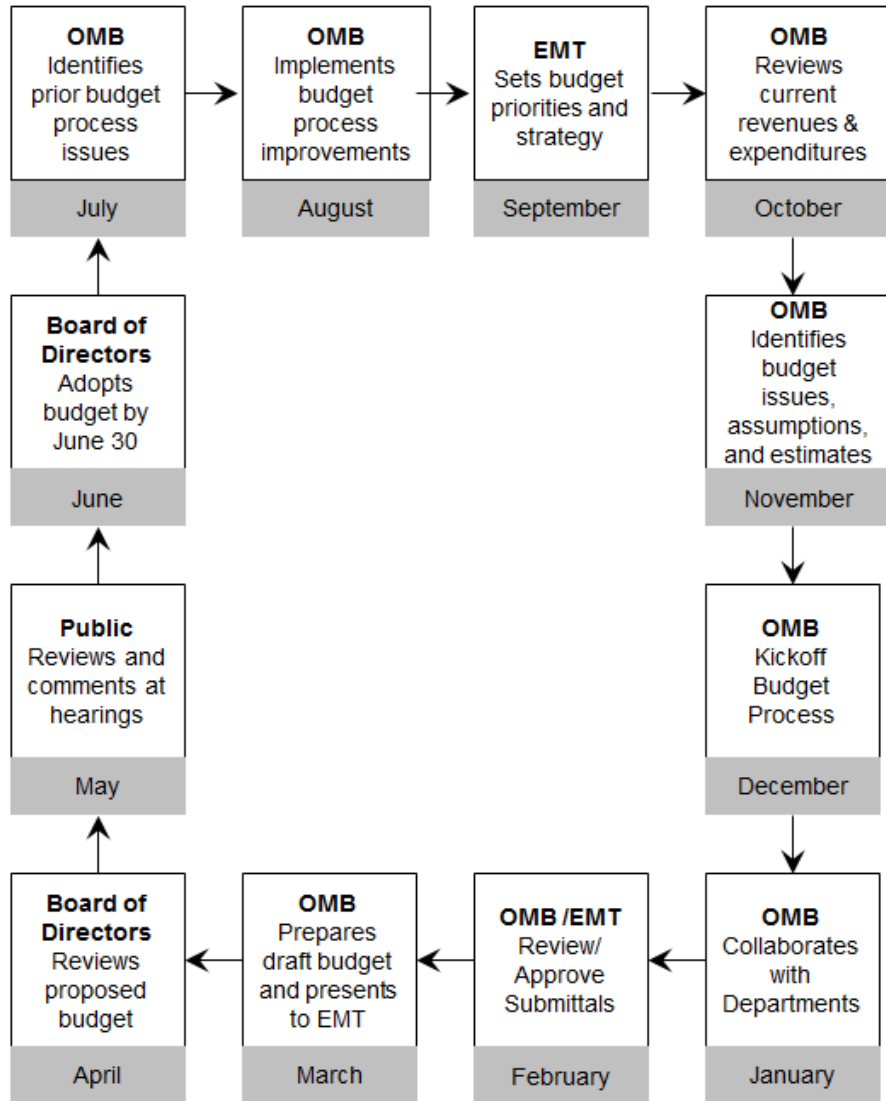 OMB
Identifies
prior budget
process
issues
July
OMB
Implements
budget
process
improvements
August
EMT
Sets budget
priorities and
strategy
September
OMB
Reviews
current
revenues &
expenditures
October
OMB
Identifies
budget
issues,
assumptions,
and estimates
November
OMB
Kickoff
Budget
Process
December
OMB
Collaborates
with
Departments
January
OMB /EMT
Review/
Approve
Submittals
February
OMB
Prepares
draft budget
and presents
to EMT
March
Board of
Directors
Reviews
proposed
budget
April
Public
Reviews and
comments at
hearings
May
Board of
Directors
Adopts
budget by
June 30
June